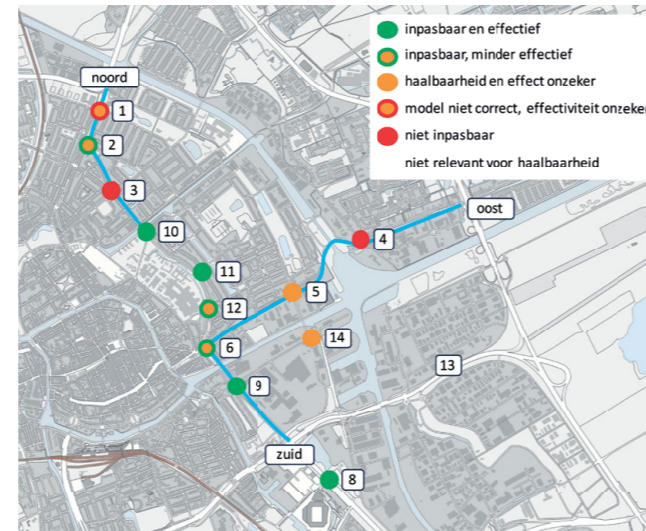 inpasbaar en effectief
inpasbaar, minder effectief
haalbaarheid en effect onzeker
model niet correct, effectiviteit onzeker
niet inpasbaar
niet relevant voor haalbaarheid
noord
1
2
3
10
oost
4
11
5
12
14
6
13
9
zuid
8